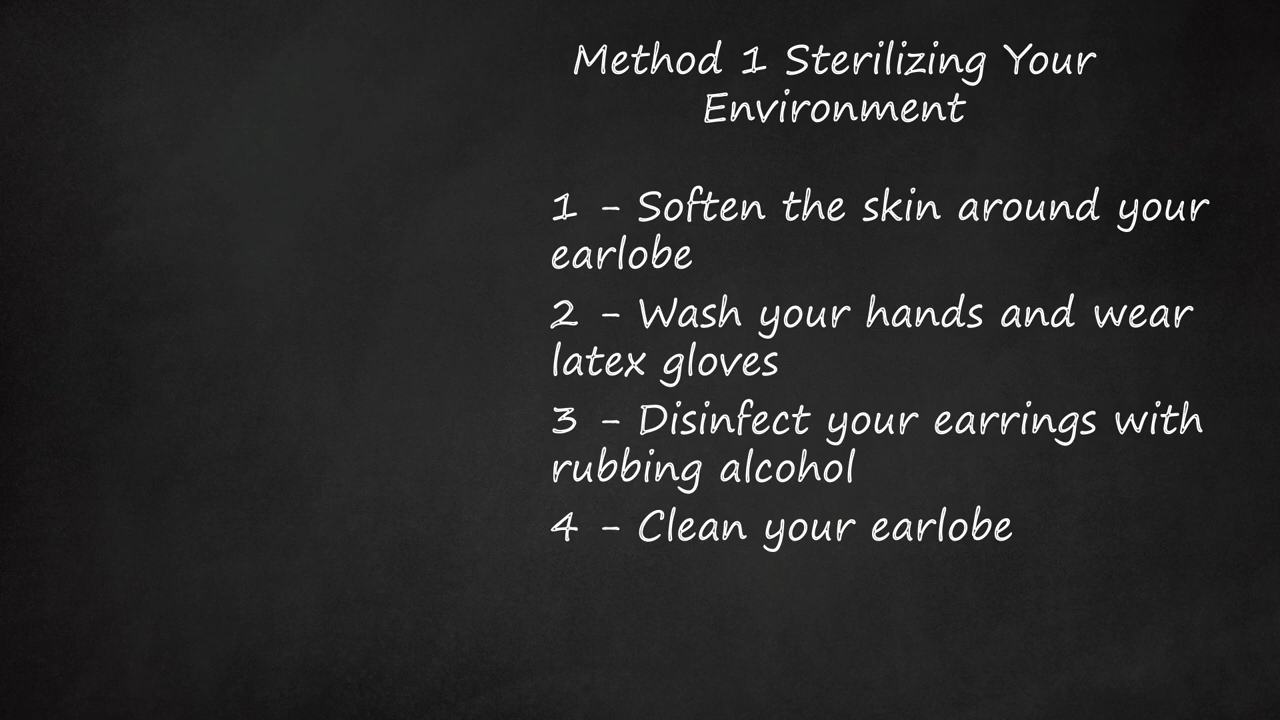 Method 1 Sterilizing Your
Environment
1 - Soften the skin around your
earlobe
2 - Wash your hands and wear
latex gloves
3 - Disinfect your earrings with
rubbing alcohol
4 - Clean your earlobe